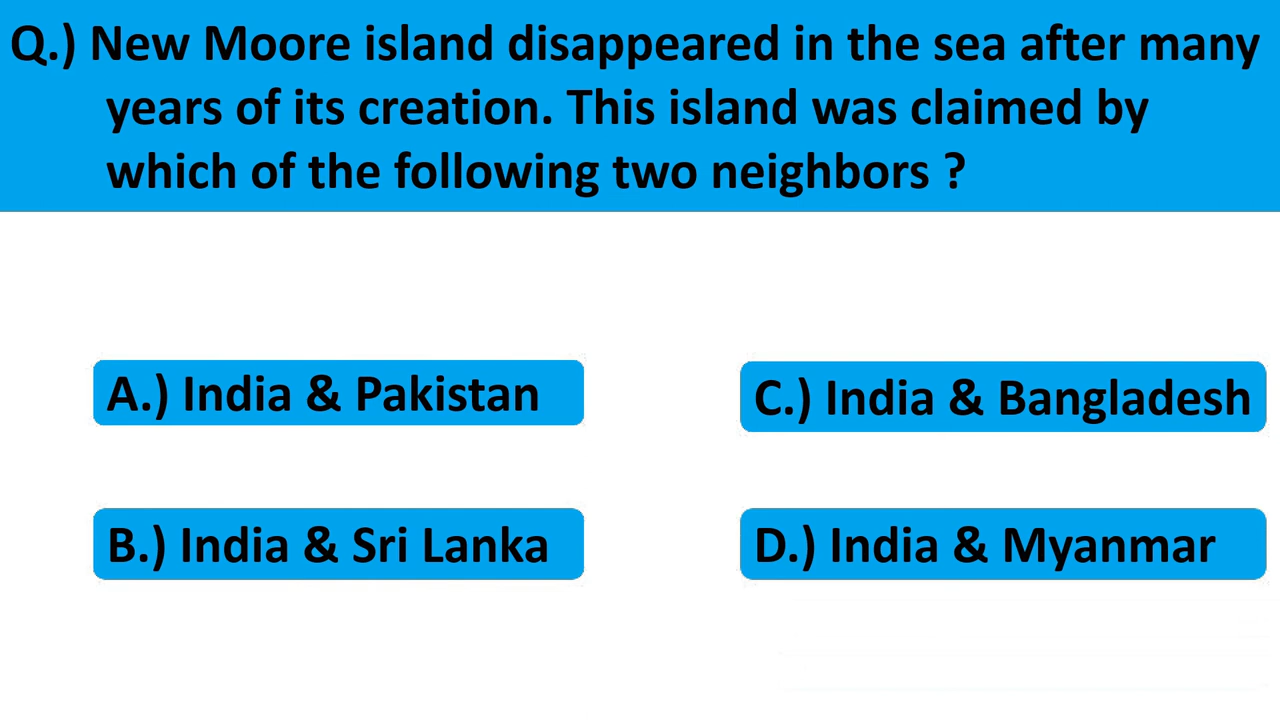 Q.) New Moore island disappeared in the sea after many
years of its creation. This island was claimed by
which of the following two neighbors ?
A.) India & Pakistan
C.) India & Bangladesh
B.) India & Sri Lanka
D.) India & Myanmar